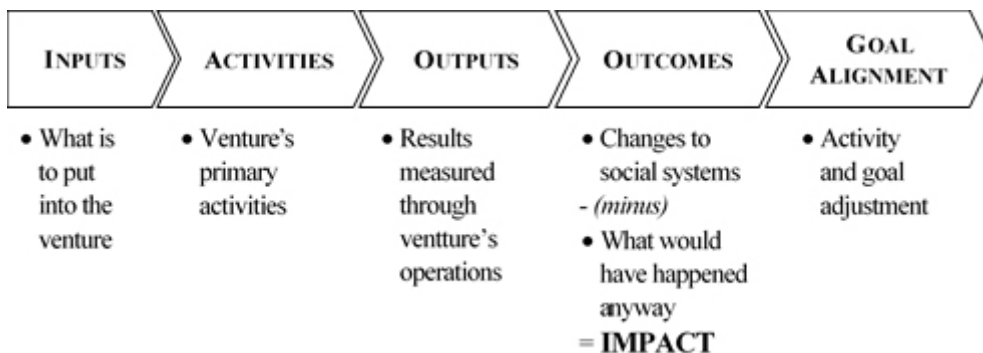 INPUTS
ACTIVITIES
OUTPUTS
OUTCOMES
GOAL
ALIGNMENT
• What is
to put
into the
venture
• Venture's
primary
activities
• Results
measured
through
ventture's
operations
• Changes to
social systems
- (minus)
• What would
have happened
anyway
= IMPACT
• Activity
and goal
adjustment